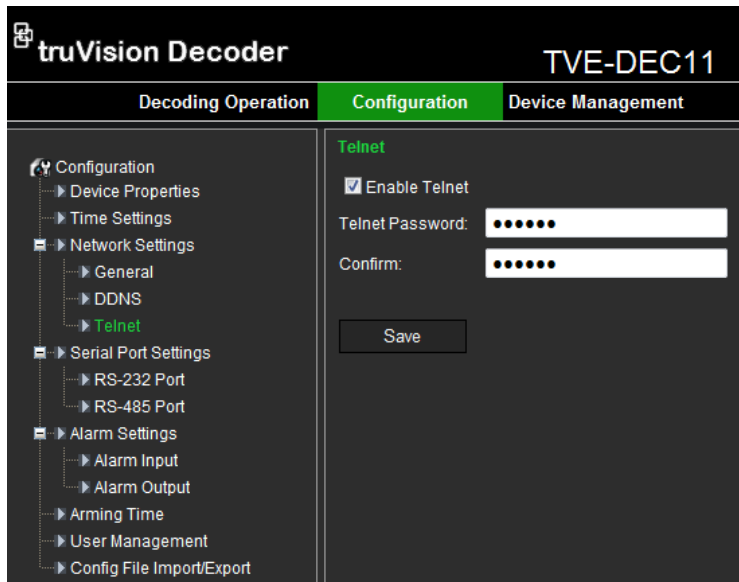 truVision Decoder
TVE-DEC11
Decoding Operation
Configuration
Device Management
Configuration
Device Properties
Time Settings
Network Settings
General
DDNS
Telnet
Serial Port Settings
RS-232 Port
RS-485 Port
Alarm Settings
Alarm Input
Alarm Output
Arming Time
User Management
Config File Import/Export
Telnet
Enable Telnet
Telnet Password: ●●●●●●
Confirm: ●●●●●●
Save